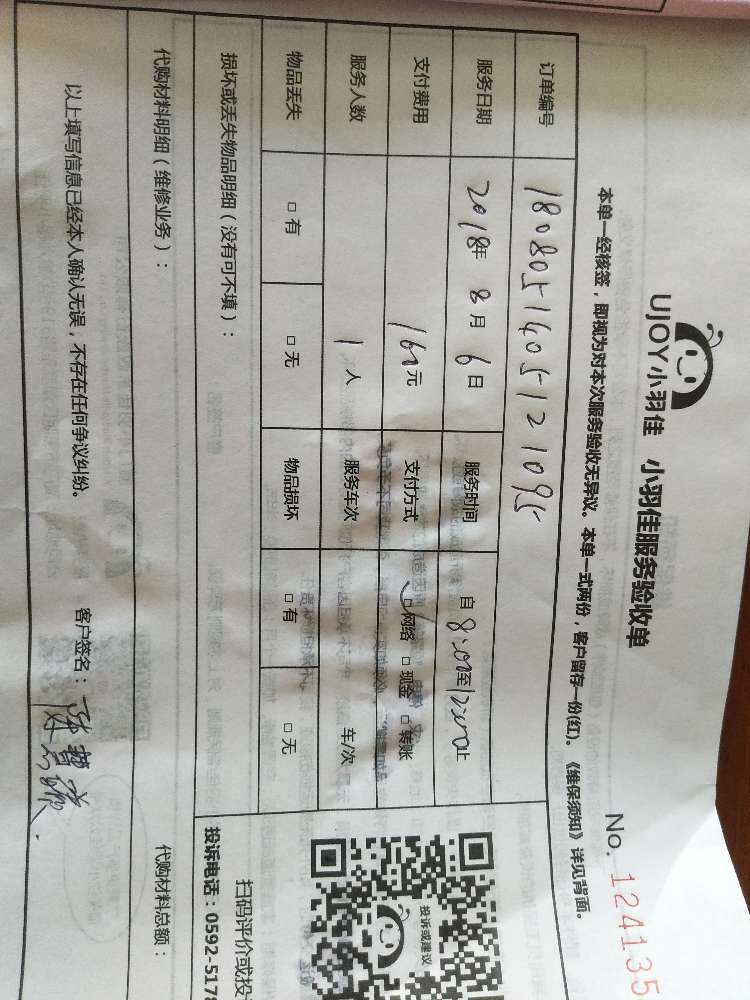 UJOY小羽佳 小羽佳服务验收单
No. 124135
本单一经核签，即视为对本次服务验收无异议。本单一式两份，客户留存一份(红)。《维保须知》详见背面。
订单编号 1808051405121095
服务日期 2018年 8月 6日 服务时间 自 8:00至12:00止
支付费用 160元 支付方式 □网络 □现金 □转账
服务人数 1人 服务车次 车/次
物品丢失 □有 □无 物品损坏 □有 □无
损坏或丢失物品明细（没有可不填）：
投诉或建议
扫码评价或投
投诉电话：0592-5178
代购材料明细（维修业务）： 代购材料总额：
以上填写信息已经本人确认无误，不存在任何争议纠纷。 客户签名：